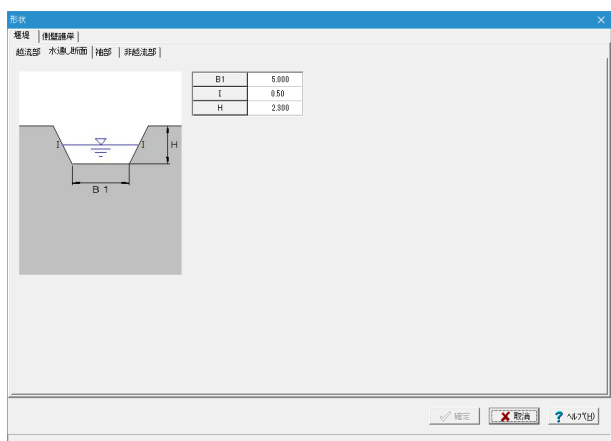 形状
堰堤 側壁護岸
越流部 水通し断面 袖部 非越流部
B1 5.000
I 0.50
H 2.300
I I H
B 1
確定 取消 ? ヘルプ(H)